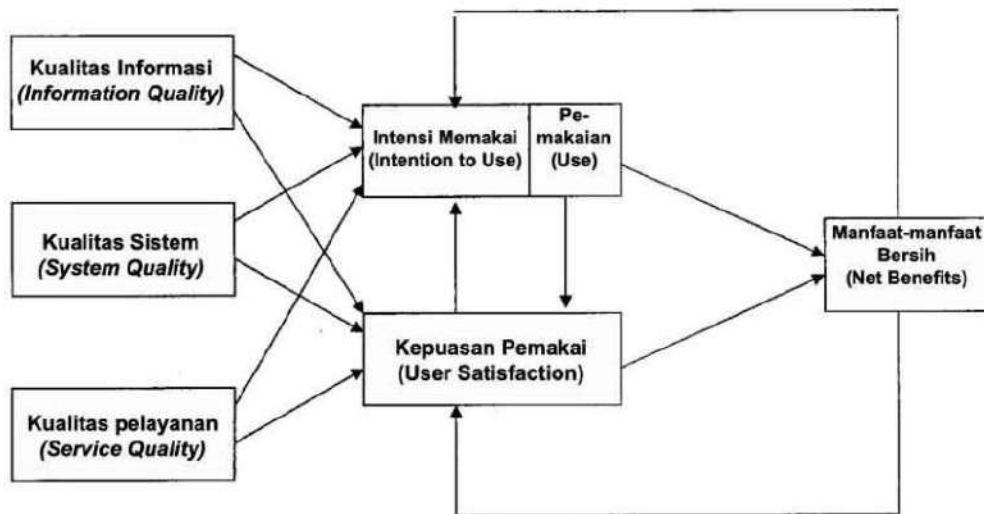 Kualitas Informasi
(Information Quality)
Kualitas Sistem
(System Quality)
Kualitas pelayanan
(Service Quality)
Intensi Memakai
(Intention to Use)
Pe-
makaian
(Use)
Kepuasan Pemakai
(User Satisfaction)
Manfaat-manfaat
Bersih
(Net Benefits)